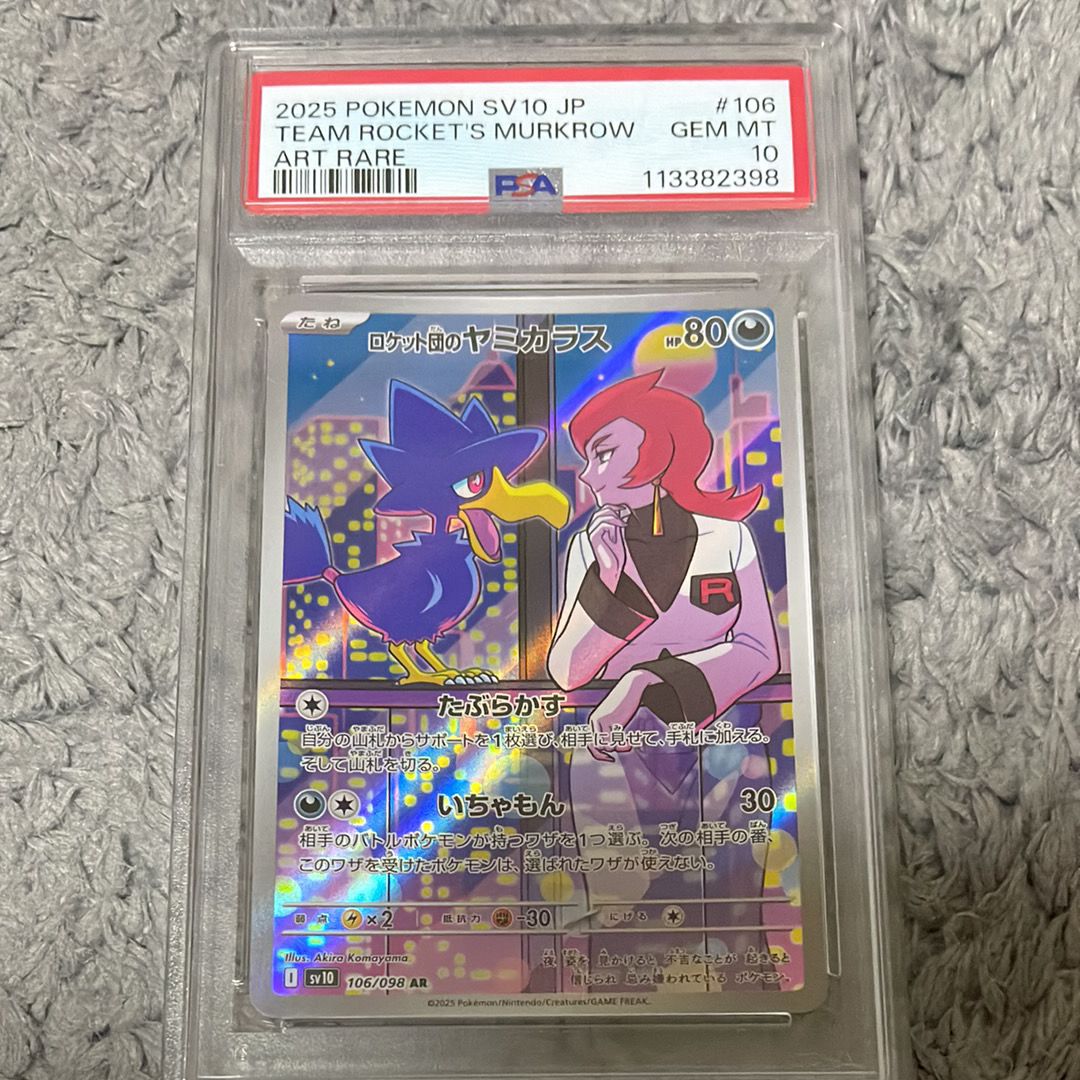 2025 POKEMON SV10 JP #106
TEAM ROCKET'S MURKROW GEM MT
ART RARE 10
PSA 113382398
たね ロケット団のヤミカラス HP80
R
たぶらかす
自分の山札からサポートを1枚選び、相手に見せて、手札に加える。
そして山札を切る。
いちゃもん 30
相手のバトルポケモンが持つワザを1つ選ぶ。次の相手の番、
このワザを受けたポケモンは、選ばれたワザが使えない。
弱点 ×2 抵抗力 -30 にげる
Illus. Akira Komayama
夜、姿を 見かけると 不吉なことが 起きると
信じられ 忌み嫌われている ポケモン。
I sv10 106/098 AR
©2025 Pokémon/Nintendo/Creatures/GAME FREAK.